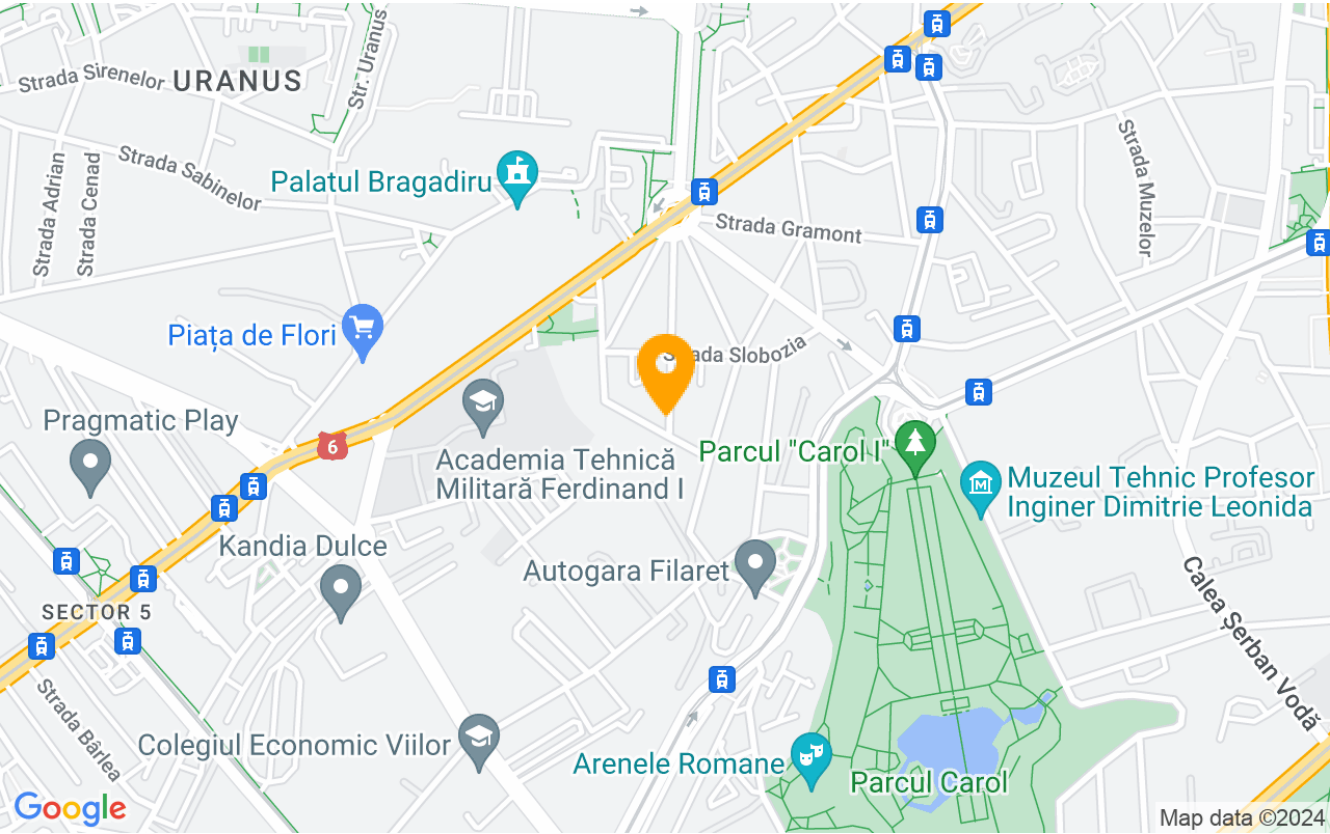 Str. Uranus
Strada Sirenelor
URANUS
Strada Sabinelor
Strada Adrian
Strada Cenad
Palatul Bragadiru
Strada Muzelor
Strada Gramont
Piața de Flori
ada Slobozia
Pragmatic Play
6
Academia Tehnică
Militară Ferdinand I
Parcul "Carol I"
Muzeul Tehnic Profesor
Inginer Dimitrie Leonida
Kandia Dulce
Autogara Filaret
SECTOR 5
Calea Șerban Vodă
Strada Bârlea
Colegiul Economic Viilor
Arenele Romane
Parcul Carol
Google
Map data ©2024